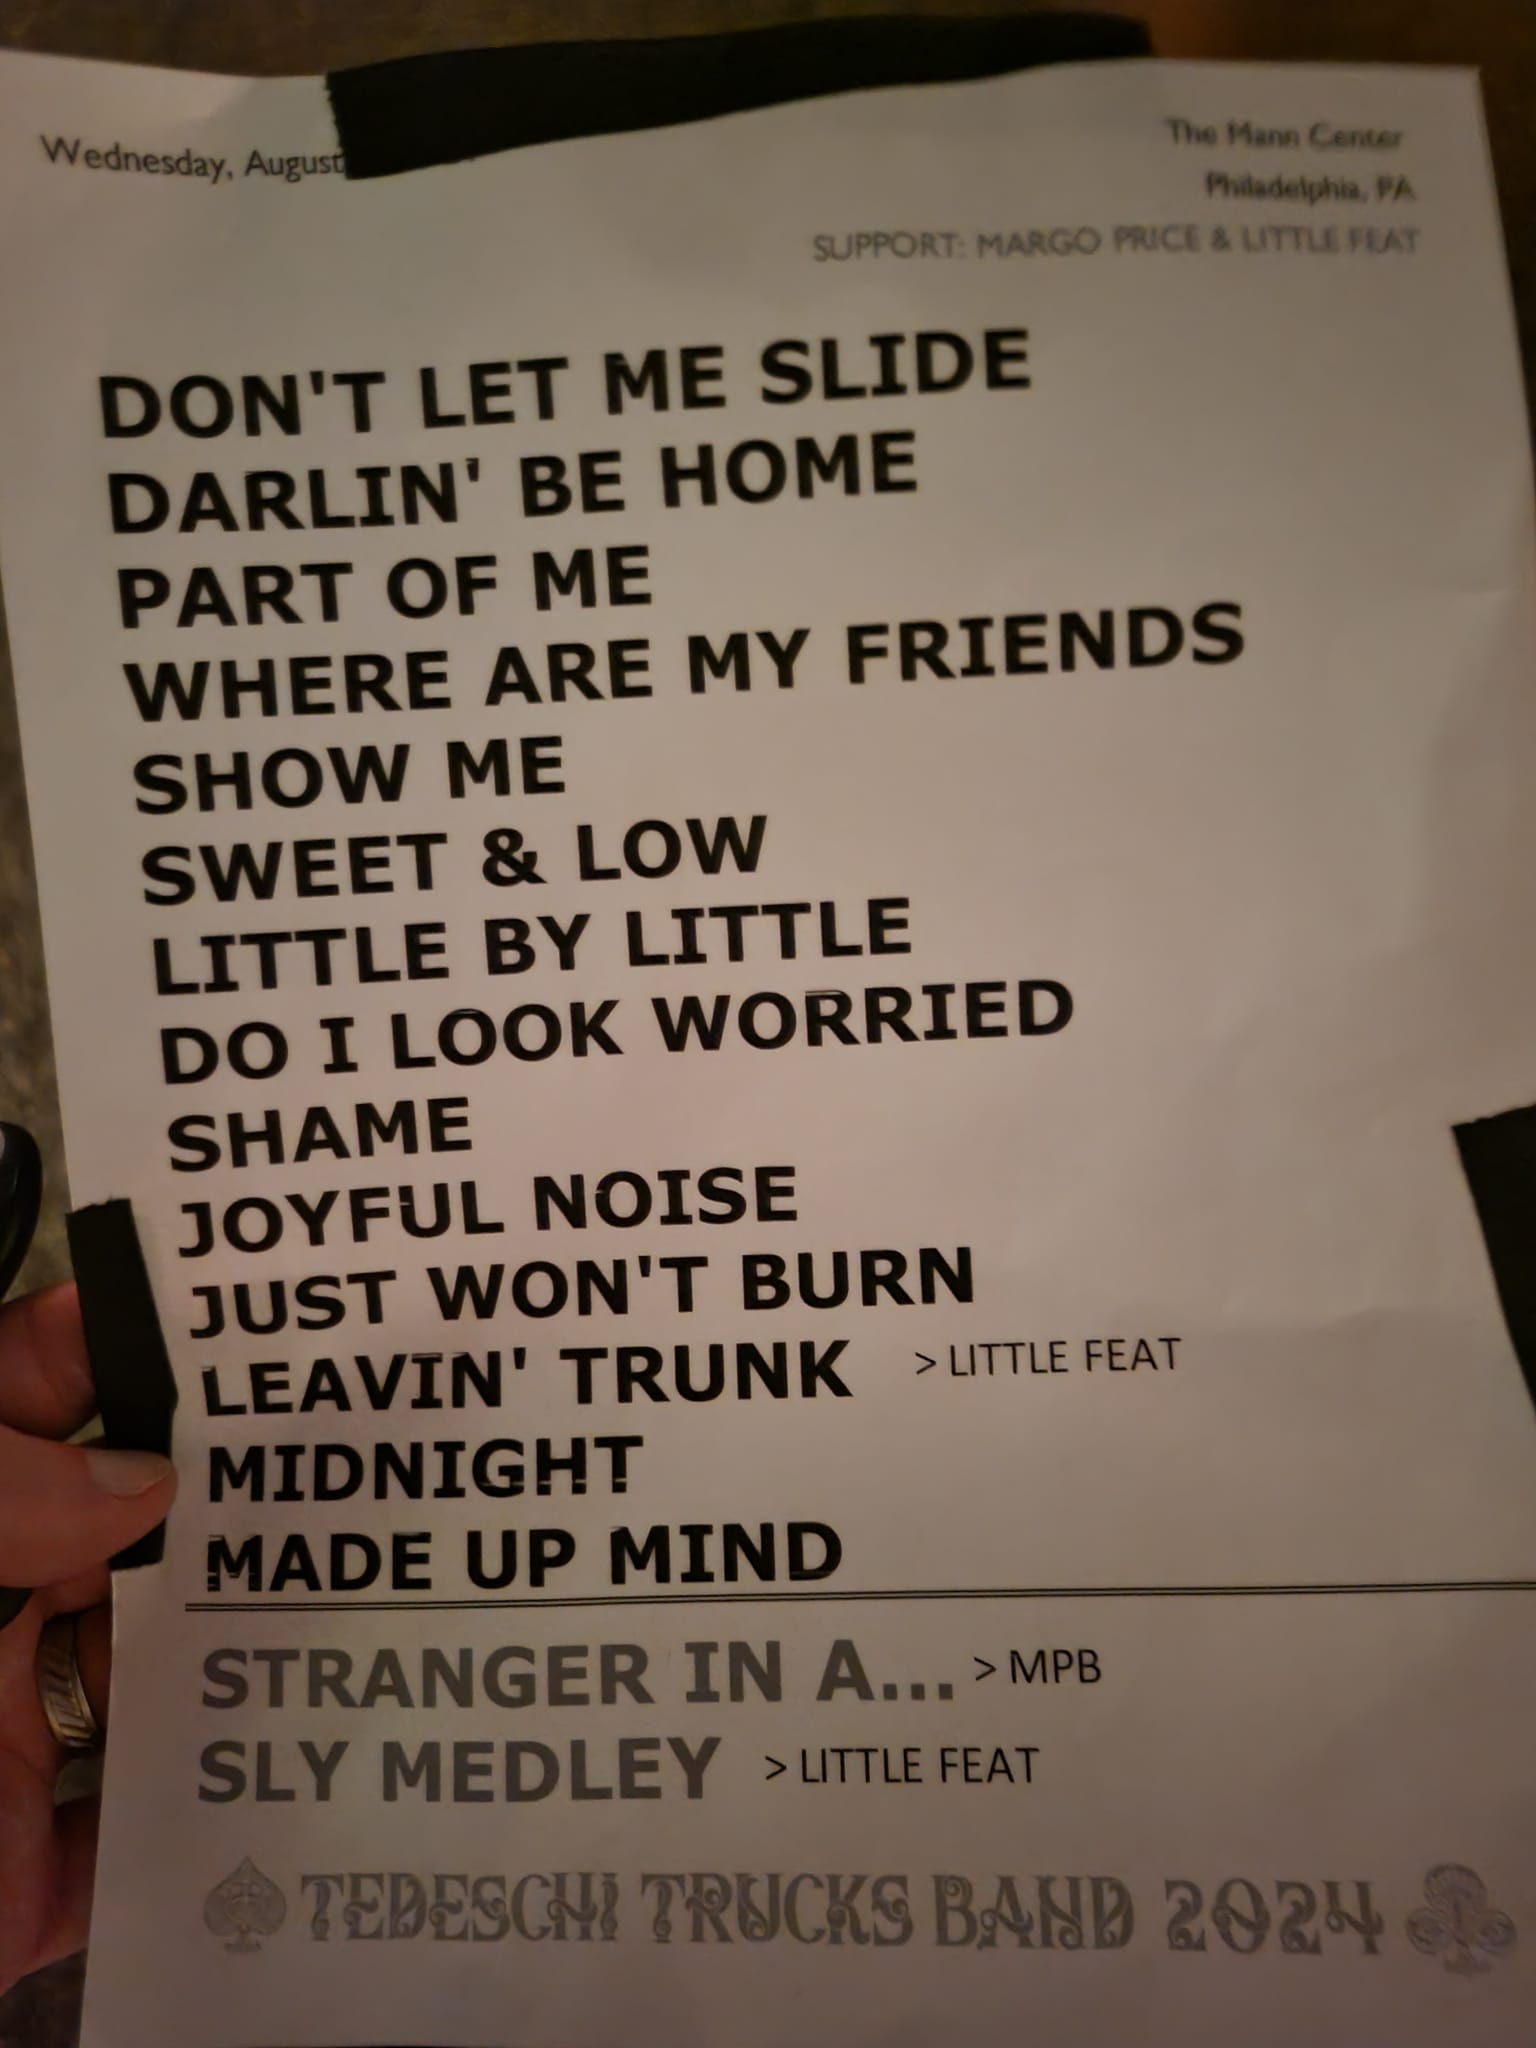 Wednesday, August
The Mann Center
Philadelphia, PA
SUPPORT: MARGO PRICE & LITTLE FEAT
DON'T LET ME SLIDE
DARLIN' BE HOME
PART OF ME
WHERE ARE MY FRIENDS
SHOW ME
SWEET & LOW
LITTLE BY LITTLE
DO I LOOK WORRIED
SHAME
JOYFUL NOISE
JUST WON'T BURN
LEAVIN' TRUNK > LITTLE FEAT
MIDNIGHT
MADE UP MIND
STRANGER IN A... > MPB
SLY MEDLEY > LITTLE FEAT
TEDESCHI TRUCKS BAND 2024